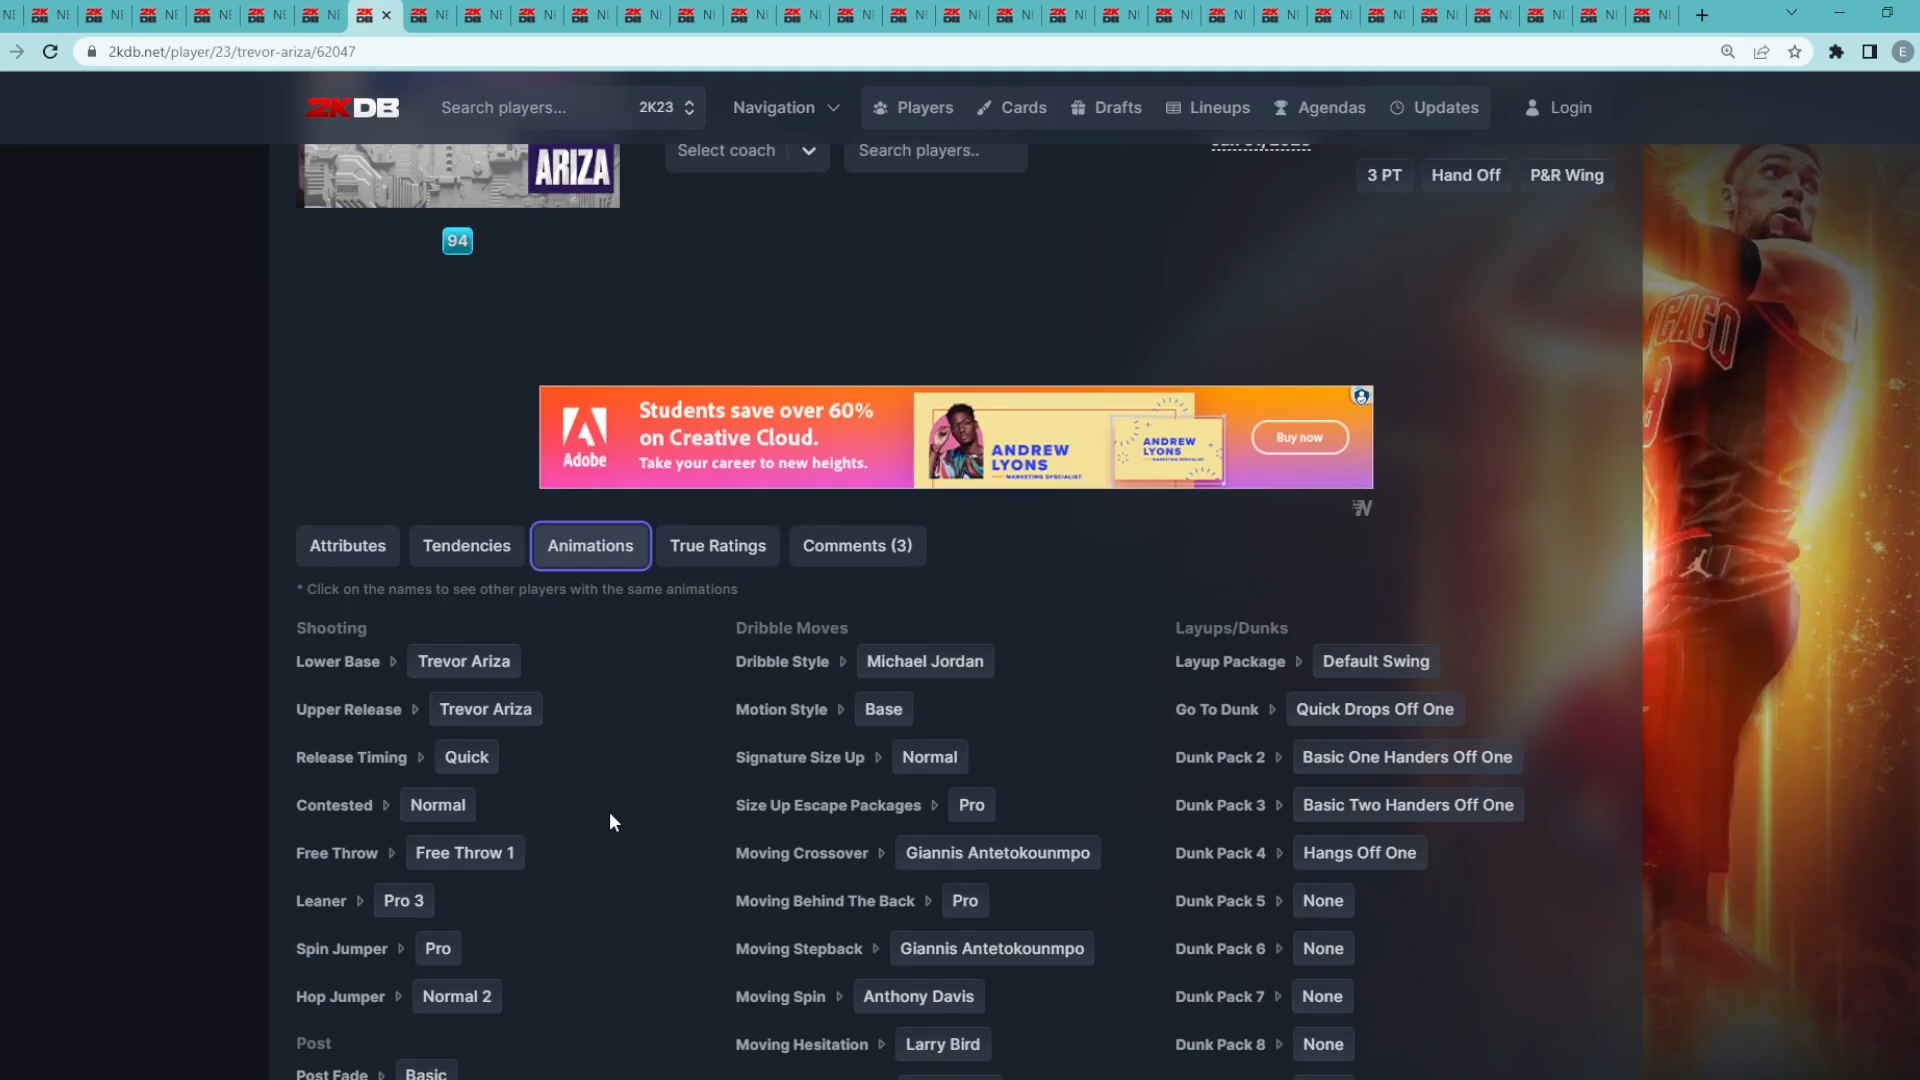 2kdb.net/player/23/trevor-ariza/62047
E
2KDB
Search players...
2K23
Navigation
Players
Cards
Drafts
Lineups
Agendas
Updates
Login
ARIZA
Select coach
Search players..
3 PT
Hand Off
P&R Wing
94
Adobe
Students save over 60%
on Creative Cloud.
Take your career to new heights.
ANDREW
LYONS
MARKETING SPECIALIST
ANDREW
LYONS
Buy now
Attributes
Tendencies
Animations
True Ratings
Comments (3)
* Click on the names to see other players with the same animations
Shooting
Lower Base Trevor Ariza
Upper Release Trevor Ariza
Release Timing Quick
Contested Normal
Free Throw Free Throw 1
Leaner Pro 3
Spin Jumper Pro
Hop Jumper Normal 2
Post
Post Fade Basic
Dribble Moves
Dribble Style Michael Jordan
Motion Style Base
Signature Size Up Normal
Size Up Escape Packages Pro
Moving Crossover Giannis Antetokounmpo
Moving Behind The Back Pro
Moving Stepback Giannis Antetokounmpo
Moving Spin Anthony Davis
Moving Hesitation Larry Bird
Layups/Dunks
Layup Package Default Swing
Go To Dunk Quick Drops Off One
Dunk Pack 2 Basic One Handers Off One
Dunk Pack 3 Basic Two Handers Off One
Dunk Pack 4 Hangs Off One
Dunk Pack 5 None
Dunk Pack 6 None
Dunk Pack 7 None
Dunk Pack 8 None